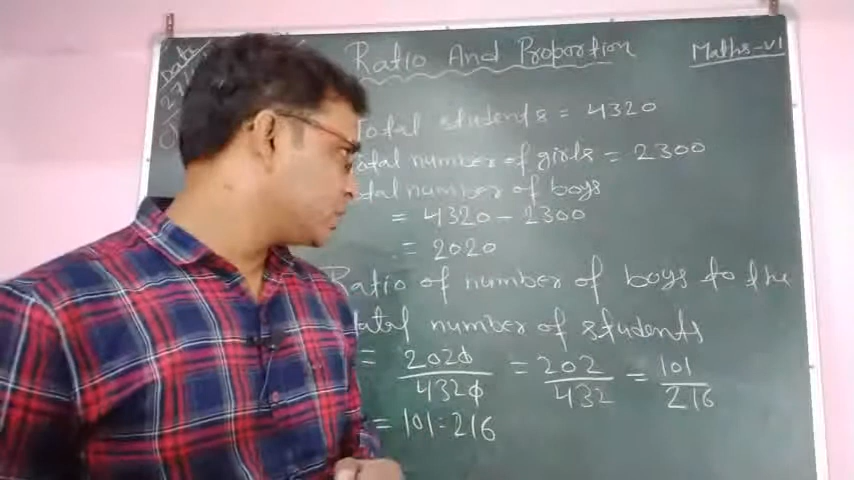 Date
Ratio And Proportion
Maths-VI
Total students = 4320
Total number of girls = 2300
Total number of boys
= 4320 - 2300
= 2020
Ratio of number of boys to the
total number of students
= 2020/4320 = 202/432 = 101/216
= 101:216